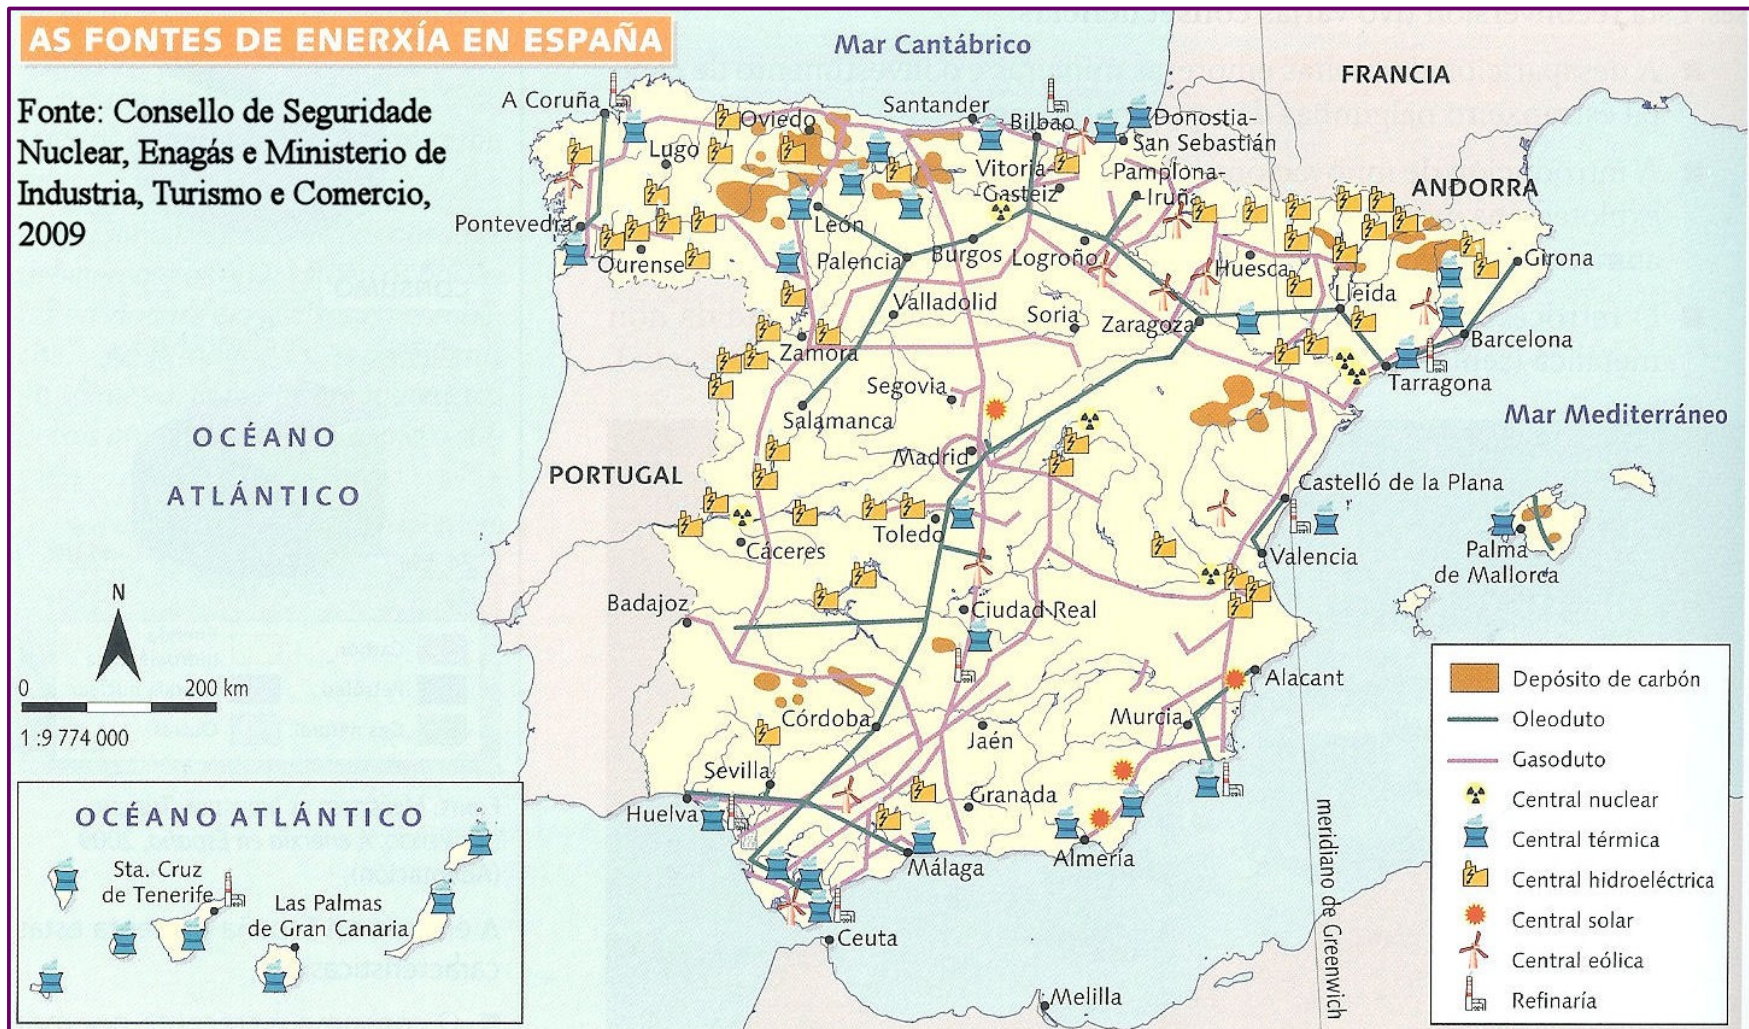 AS FONTES DE ENERXÍA EN ESPAÑA
Fonte: Consello de Seguridade
Nuclear, Enagás e Ministerio de
Industria, Turismo e Comercio,
2009
Mar Cantábrico
FRANCIA
ANDORRA
A Coruña
Lugo
Oviedo
Santander
Bilbao
Donostia-
San Sebastián
Vitoria-
Gasteiz
Pamplona-
Iruñ
Pontevedra
Ourense
León
Palencia
Burgos
Logroño
Huesca
Lleida
Girona
Valladolid
Soria
Zaragoza
Zamora
Barcelona
Tarragona
Segovia
Salamanca
OCÉANO
ATLÁNTICO
Mar Mediterráneo
PORTUGAL
Madrid
Castelló de la Plana
Toledo
Cáceres
Valencia
Palma
de Mallorca
N
Badajoz
Ciudad Real
0
200 km
1 :9 774 000
Alacant
Murcia
Córdoba
Jaén
Sevilla
Huelva
Granada
Málaga
Almería
Ceuta
Melilla
meridiano de Greenwich
OCÉANO ATLÁNTICO
Sta. Cruz
de Tenerife
Las Palmas
de Gran Canaria
Depósito de carbón
Oleoduto
Gasoduto
Central nuclear
Central térmica
Central hidroeléctrica
Central solar
Central eólica
Refinaría